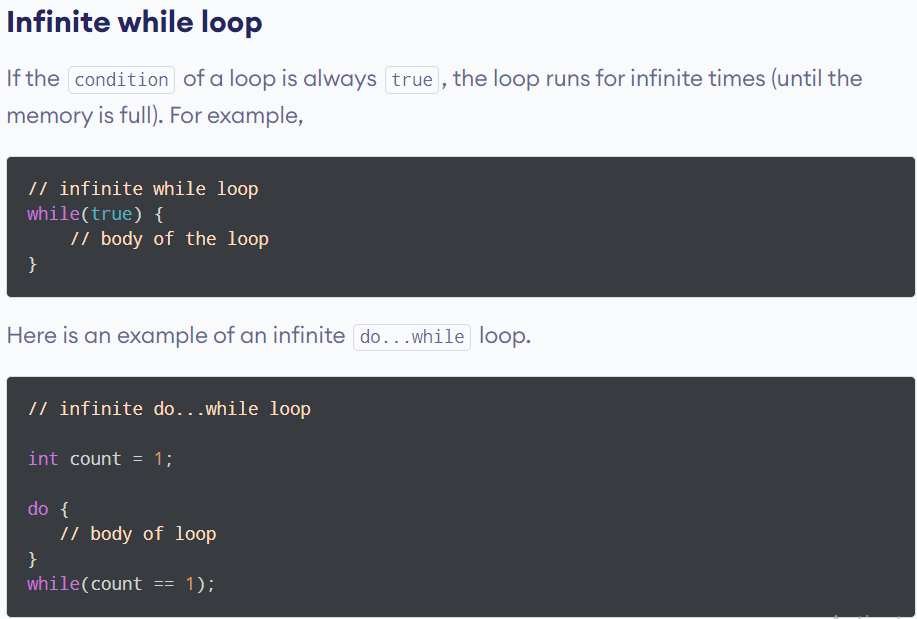 Infinite while loop
If the condition of a loop is always true, the loop runs for infinite times (until the
memory is full). For example,
// infinite while loop
while(true) {
    // body of the loop
}
Here is an example of an infinite do...while loop.
// infinite do...while loop
int count = 1;
do {
   // body of loop
}
while(count == 1);